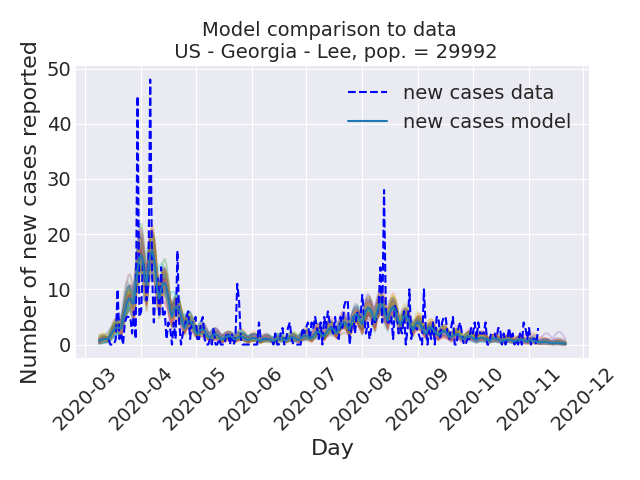 Model comparison to data
US - Georgia - Lee, pop. = 29992
Number of new cases reported
50
40
30
20
10
0
new cases data
new cases model
2020-03
2020-04
2020-05
2020-06
2020-07
2020-08
2020-09
2020-10
2020-11
2020-12
Day